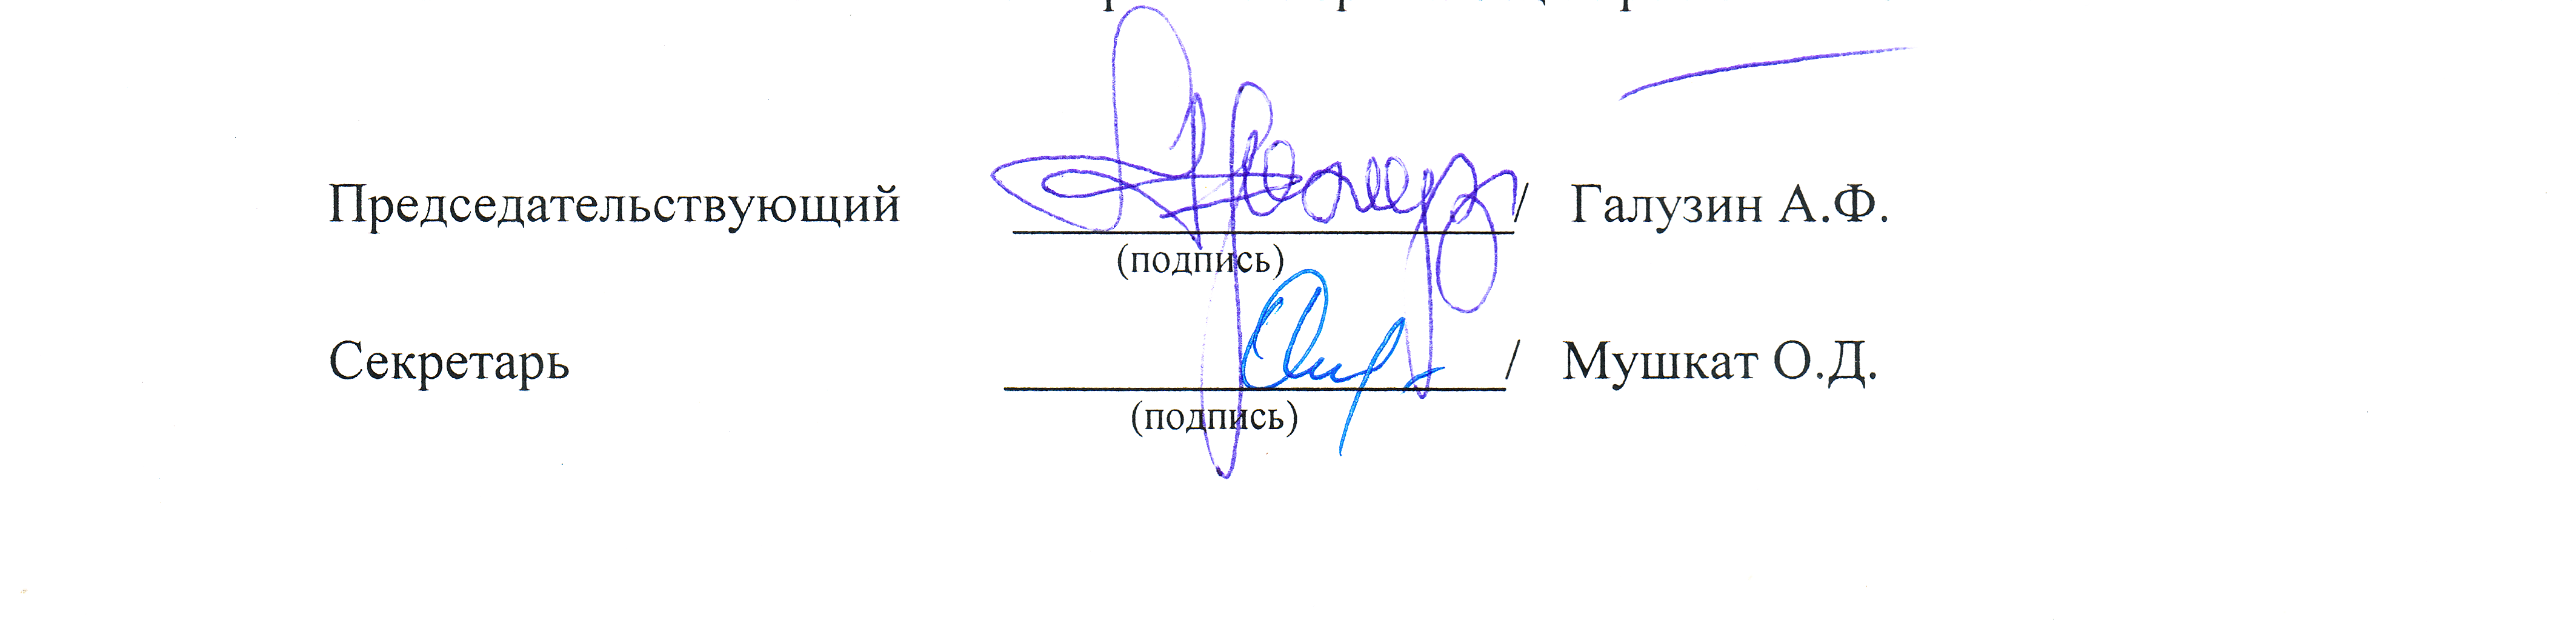 Председательствующий / Галузин А.Ф.
(подпись)
Секретарь / Мушкат О.Д.
(подпись)